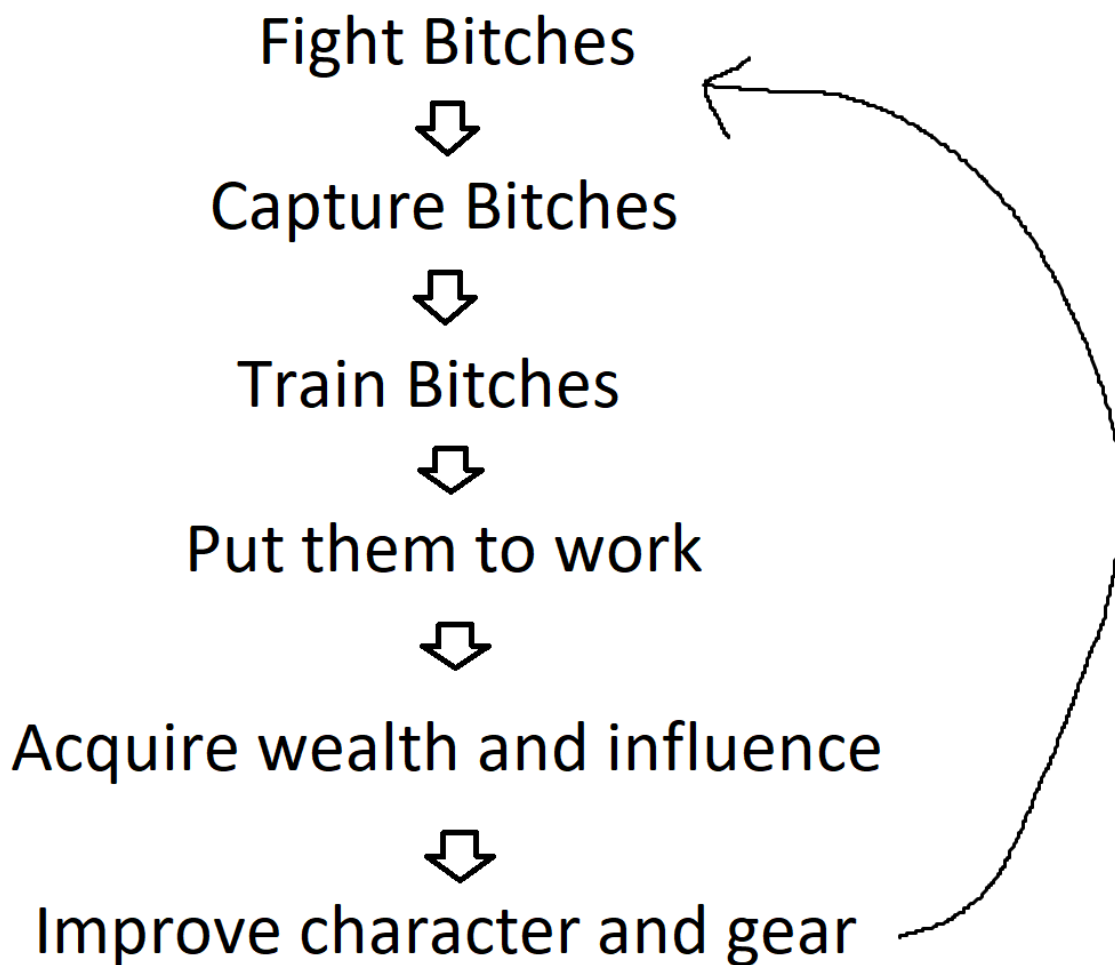 Fight Bitches
Capture Bitches
Train Bitches
Put them to work
Acquire wealth and influence
Improve character and gear